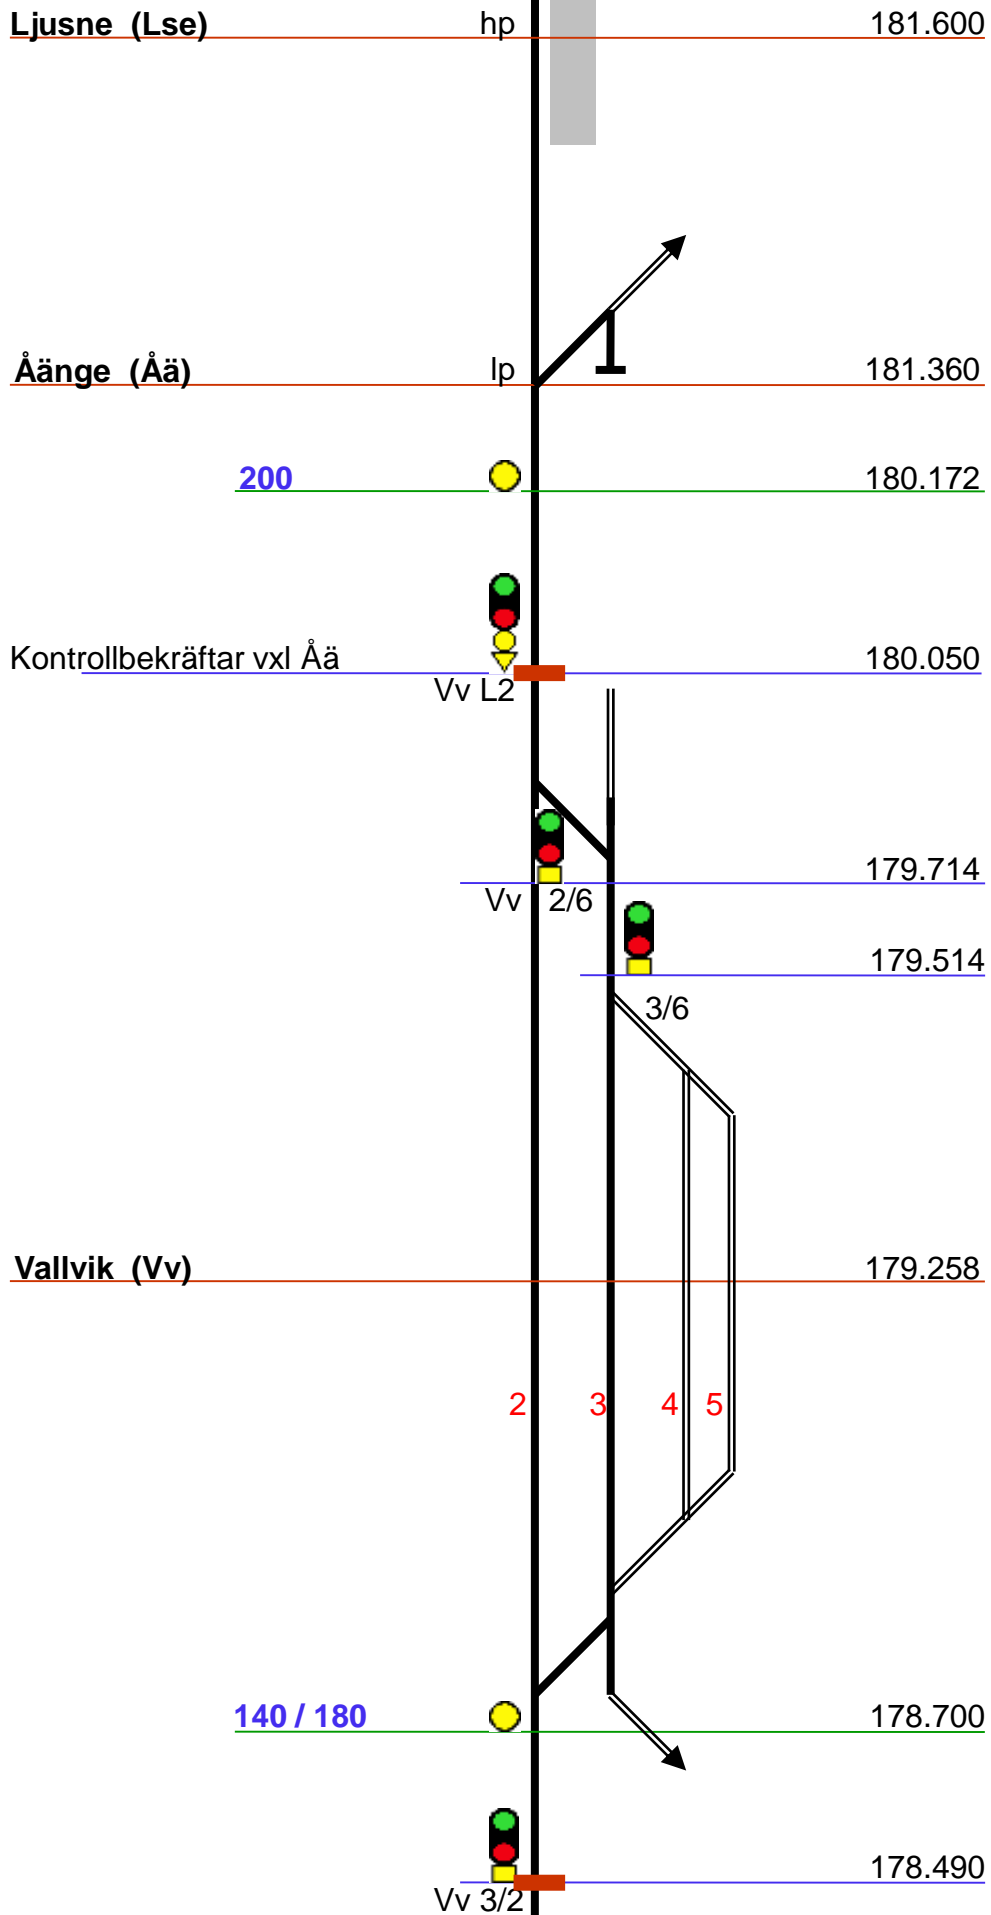 Ljusne (Lse) hp 181.600
Åänge (Åä) lp 181.360
200 180.172
Kontrollbekräftar vxl Åä 180.050
Vv L2
179.714
Vv 2/6
179.514
3/6
Vallvik (Vv) 179.258
2 3 4 5
140 / 180 178.700
178.490
Vv 3/2